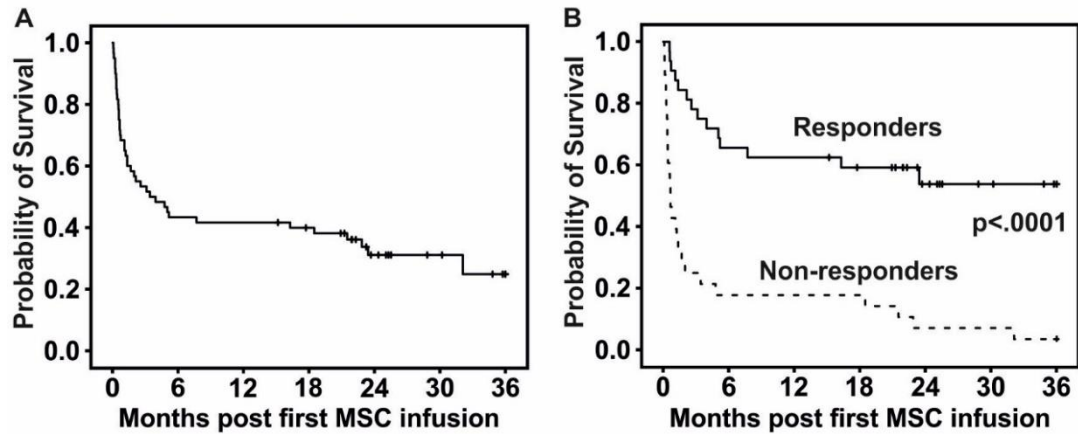 A
Probability of Survival
1.0
0.8
0.6
0.4
0.2
0.0
0 6 12 18 24 30 36
Months post first MSC infusion
B
Probability of Survival
1.0
0.8
0.6
0.4
0.2
0.0
Responders
p<.0001
Non-responders
0 6 12 18 24 30 36
Months post first MSC infusion